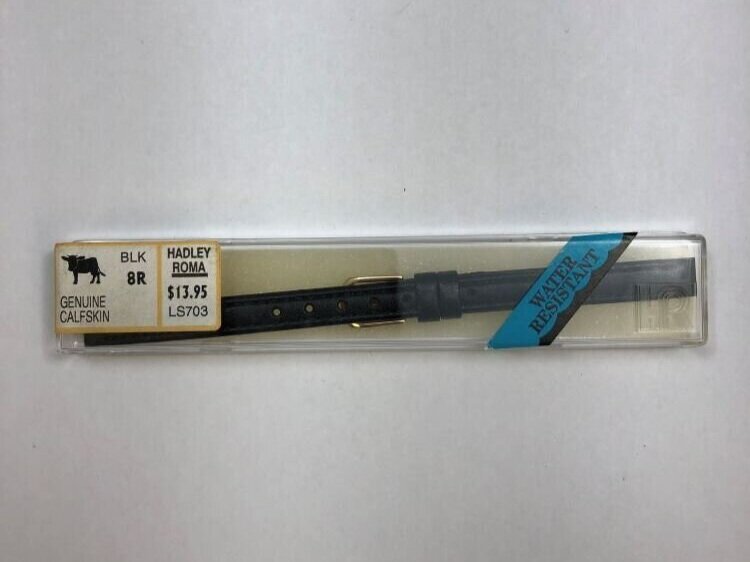 BLK
8R
GENUINE
CALFSKIN
HADLEY
ROMA
$13.95
LS703
WATER
RESISTANT